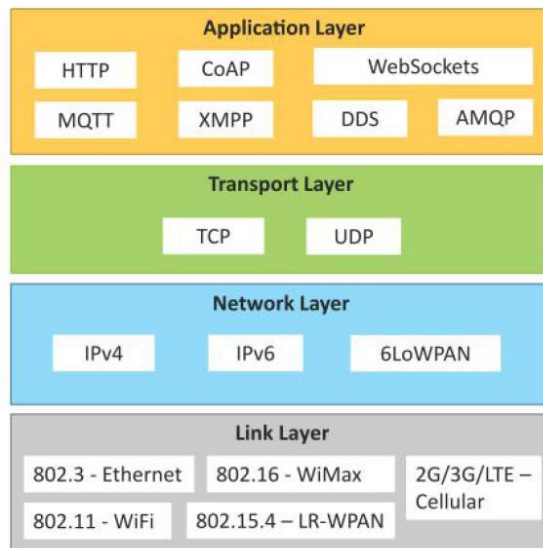 Application Layer
HTTP
CoAP
WebSockets
MQTT
XMPP
DDS
AMQP
Transport Layer
TCP
UDP
Network Layer
IPv4
IPv6
6LoWPAN
Link Layer
802.3 - Ethernet
802.16 - WiMax
2G/3G/LTE –
Cellular
802.11 - WiFi
802.15.4 – LR-WPAN